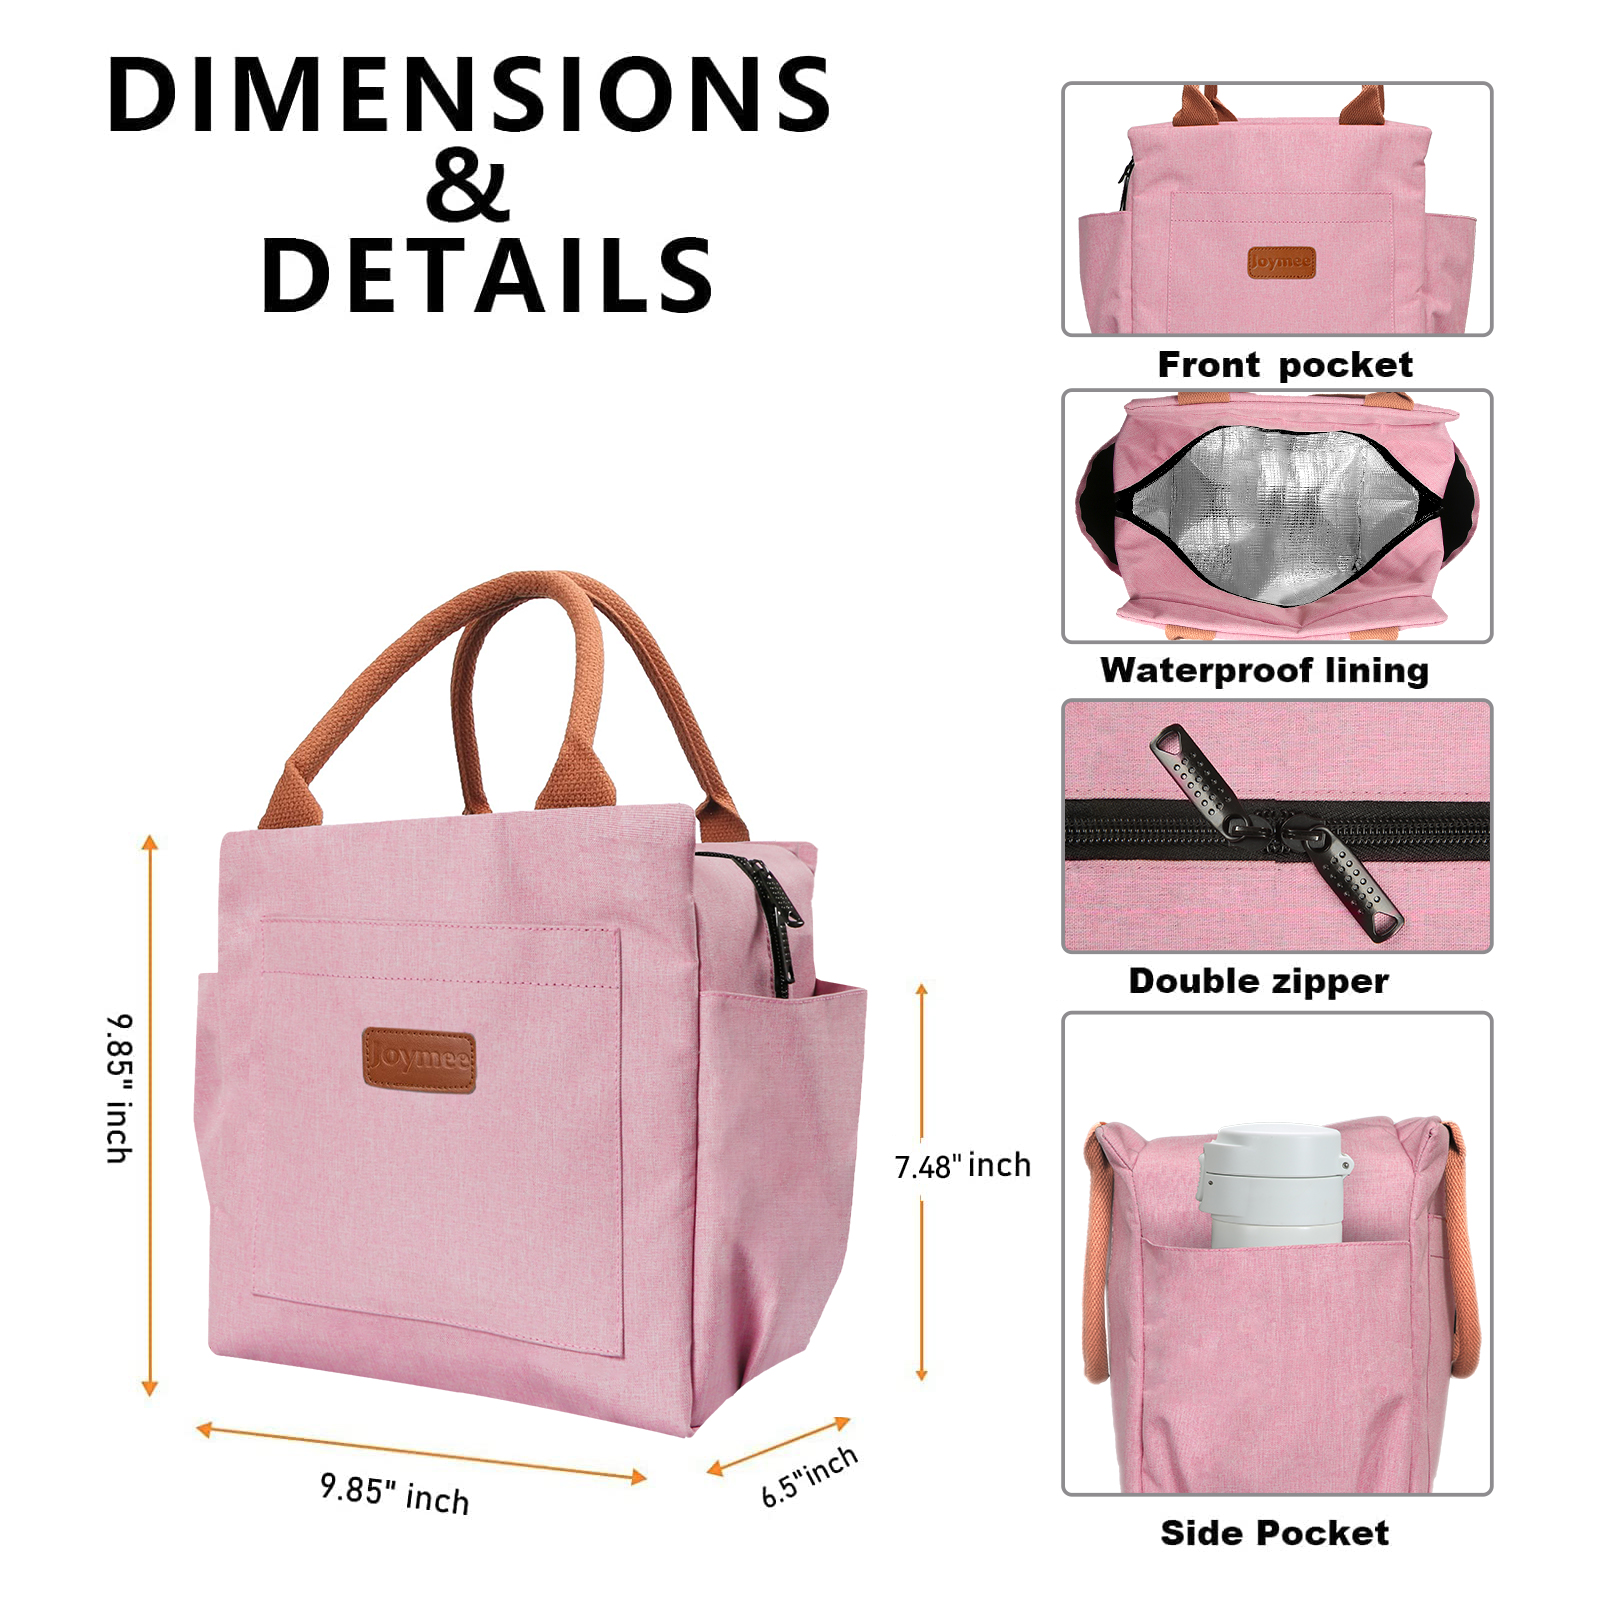 DIMENSIONS
&
DETAILS
Joymee
9.85" inch
9.85" inch
6.5"inch
7.48" inch
Joymee
Front pocket
Waterproof lining
Double zipper
Side Pocket